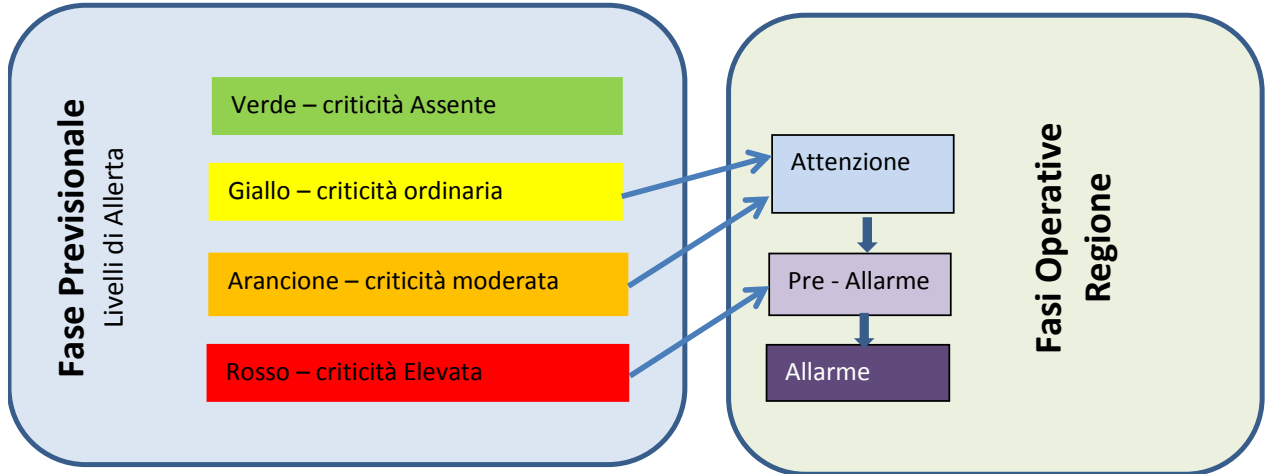 Fase Previsionale
Livelli di Allerta
Verde – criticità Assente
Giallo – criticità ordinaria
Arancione – criticità moderata
Rosso – criticità Elevata
Attenzione
Pre - Allarme
Allarme
Fasi Operative
Regione